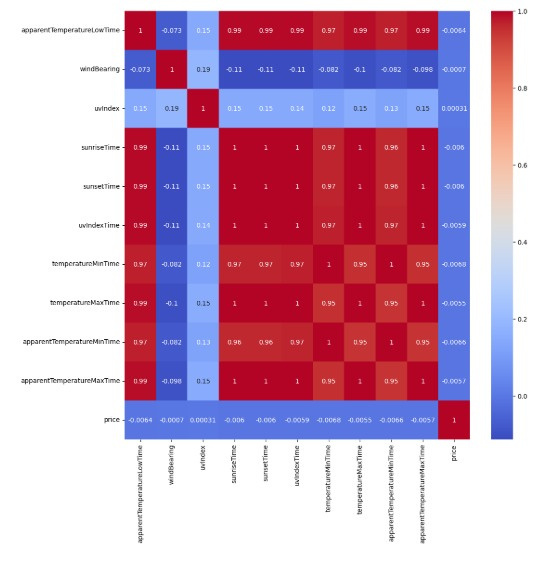 apparentTemperatureLowTime 1 -0.073 0.15 0.99 0.99 0.99 0.97 0.99 0.97 0.99 -0.0064
windBearing -0.073 1 0.19 -0.11 -0.11 -0.11 -0.082 -0.1 -0.082 -0.098 -0.0007
uvIndex 0.15 0.19 1 0.15 0.15 0.14 0.12 0.15 0.13 0.15 0.00031
sunriseTime 0.99 -0.11 0.15 1 1 1 0.97 1 0.96 1 -0.006
sunsetTime 0.99 -0.11 0.15 1 1 1 0.97 1 0.96 1 -0.006
uvIndexTime 0.99 -0.11 0.14 1 1 1 0.97 1 0.97 1 -0.0059
temperatureMinTime 0.97 -0.082 0.12 0.97 0.97 0.97 1 0.95 1 0.95 -0.0068
temperatureMaxTime 0.99 -0.1 0.15 1 1 1 0.95 1 0.95 1 -0.0055
apparentTemperatureMinTime 0.97 -0.082 0.13 0.96 0.96 0.97 1 0.95 1 0.95 -0.0066
apparentTemperatureMaxTime 0.99 -0.098 0.15 1 1 1 0.95 1 0.95 1 -0.0057
price -0.0064 -0.0007 0.00031 -0.006 -0.006 -0.0059 -0.0068 -0.0055 -0.0066 -0.0057 1
apparentTemperatureLowTime
windBearing
uvIndex
sunriseTime
sunsetTime
uvIndexTime
temperatureMinTime
temperatureMaxTime
apparentTemperatureMinTime
apparentTemperatureMaxTime
price
1.0
0.8
0.6
0.4
0.2
0.0